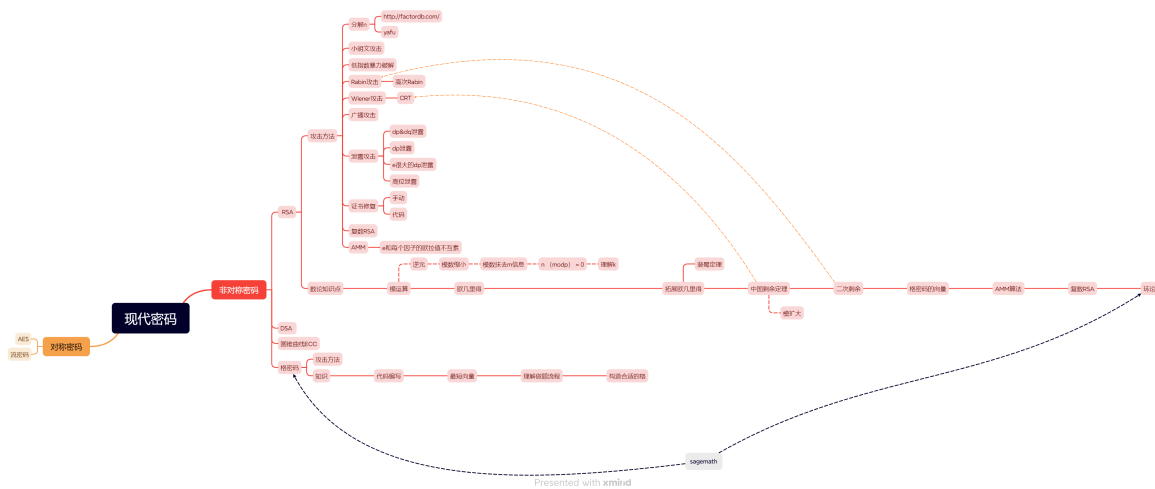 http://factordb.com/
分解n
yafu
小明文攻击
低指数暴力破解
Rabin攻击
高次Rabin
Wiener攻击
CRT
广播攻击
攻击方法
dp&dq泄露
dp泄露
泄露攻击
e很大的dp泄露
高位泄露
手动
证书修复
代码
RSA
复数RSA
AMM
e和每个因子的欧拉值不互素
逆元
模数缩小
模数抹去m信息
n （modp） = 0
理解k
裴蜀定理
数论知识点
模运算
欧几里得
拓展欧几里得
中国剩余定理
二次剩余
格密码的向量
AMM算法
复数RSA
环论
模扩大
非对称密码
现代密码
DSA
圆锥曲线ECC
AES
对称密码
流密码
攻击方法
格密码
知识
代码编写
最短向量
理解做题流程
构造合适的格
sagemath
Presented with xmind